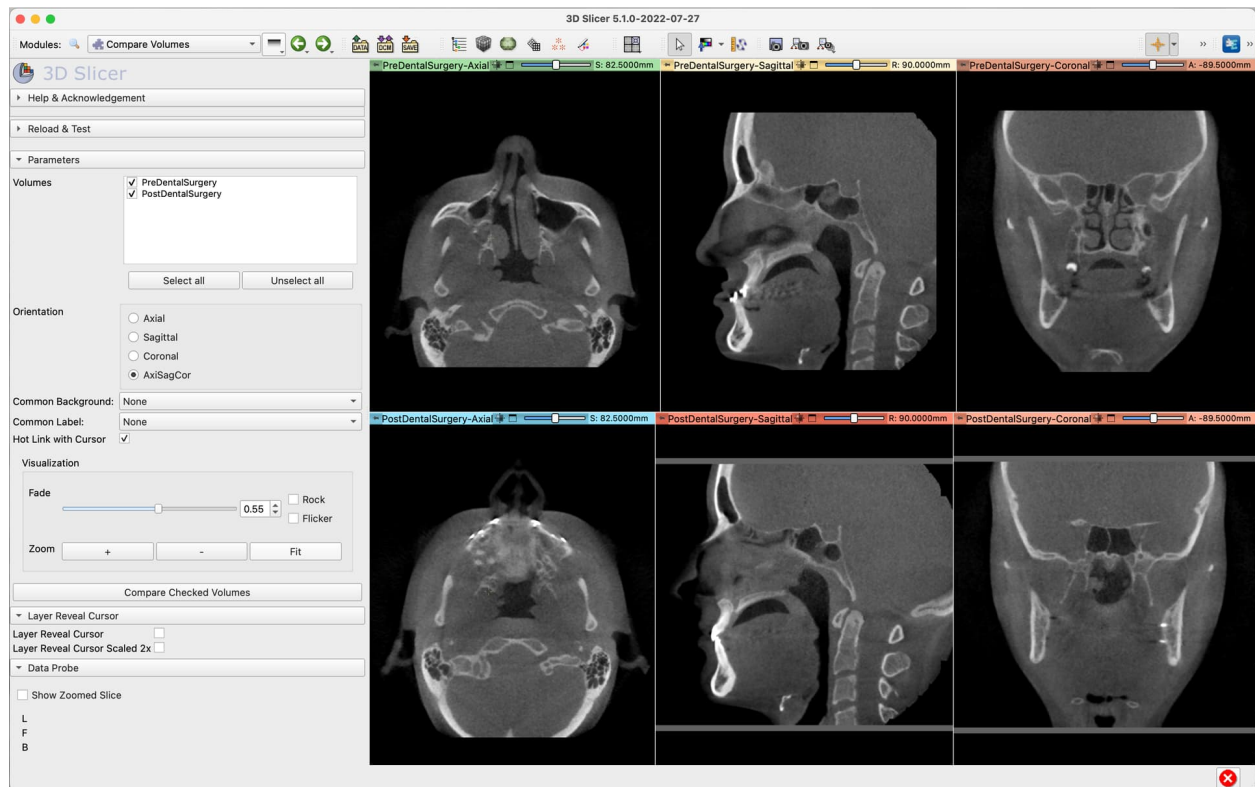 3D Slicer 5.1.0-2022-07-27
Modules: Compare Volumes
DATA DCM SAVE
» »
3D Slicer
Help & Acknowledgement
Reload & Test
Parameters
Volumes
PreDentalSurgery
PostDentalSurgery
Select all Unselect all
Orientation
Axial
Sagittal
Coronal
AxiSagCor
Common Background: None
Common Label: None
Hot Link with Cursor
Visualization
Fade
0.55
Rock
Flicker
Zoom + - Fit
Compare Checked Volumes
Layer Reveal Cursor
Layer Reveal Cursor
Layer Reveal Cursor Scaled 2x
Data Probe
Show Zoomed Slice
L
F
B
PreDentalSurgery-Axial S: 82.5000mm
PreDentalSurgery-Sagittal R: 90.0000mm
PreDentalSurgery-Coronal A: -89.5000mm
PostDentalSurgery-Axial S: 82.5000mm
PostDentalSurgery-Sagittal R: 90.0000mm
PostDentalSurgery-Coronal A: -89.5000mm